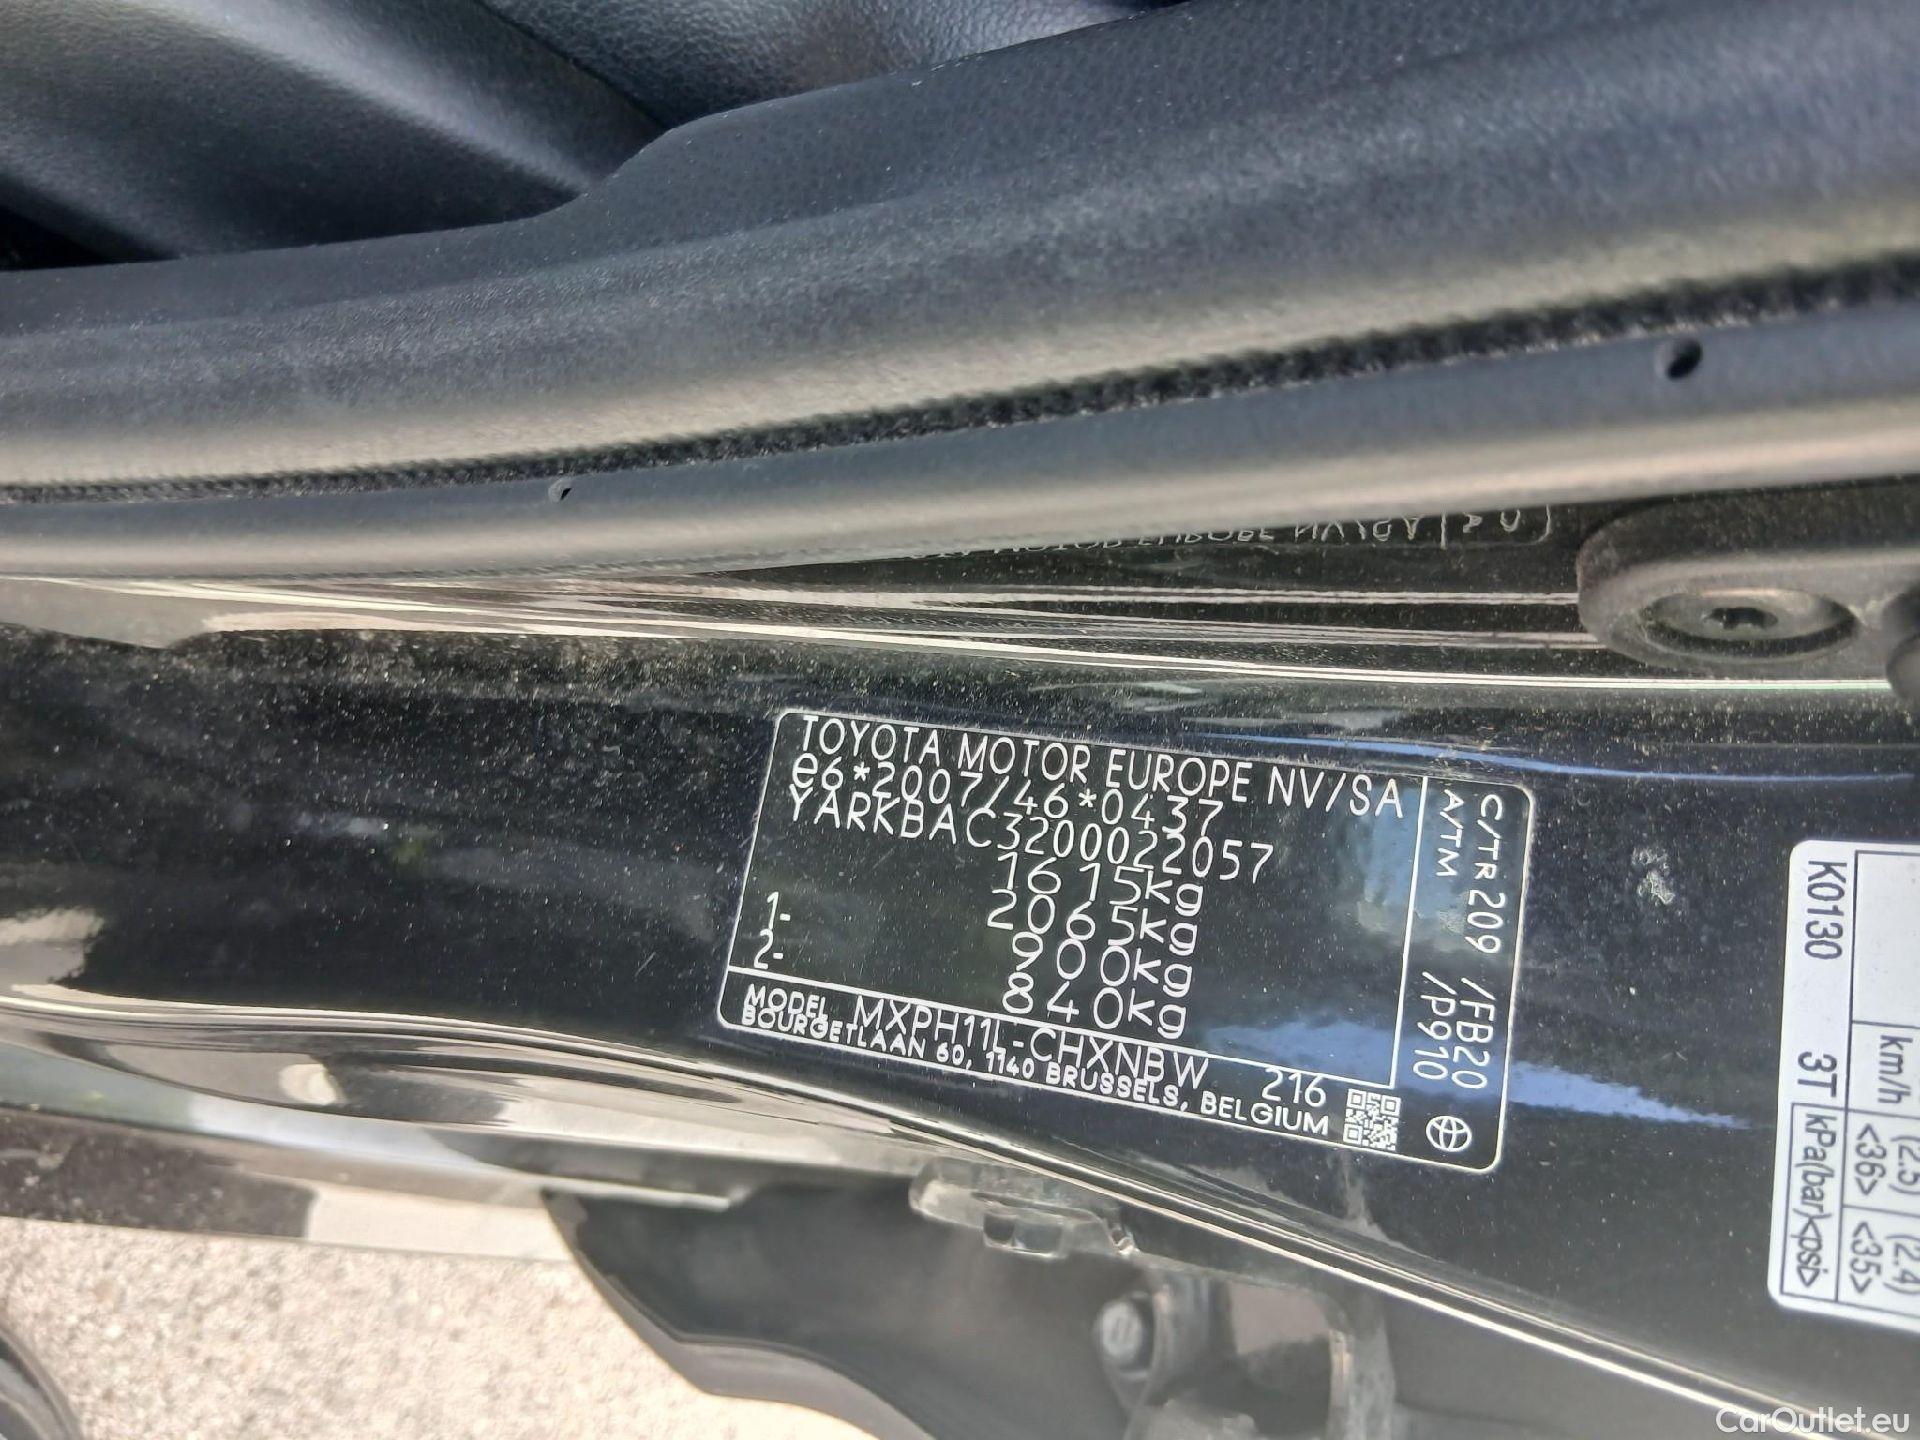 TOYOTA MOTOR EUROPE NV/SA
e6*2007/46*0437
YARKBAC3200022057
1615kg
2065kg
1- 900kg
2- 840kg
MODEL MXPH11L-CHXNBW 216
BOURGETLAAN 60, 1140 BRUSSELS, BELGIUM
C/TR 209 /FB20
A/TM /P910
K0130 3T
km/h
kPa(bar)<psi>
(2.5) (2.4)
<36> <35>
CarOutlet.eu